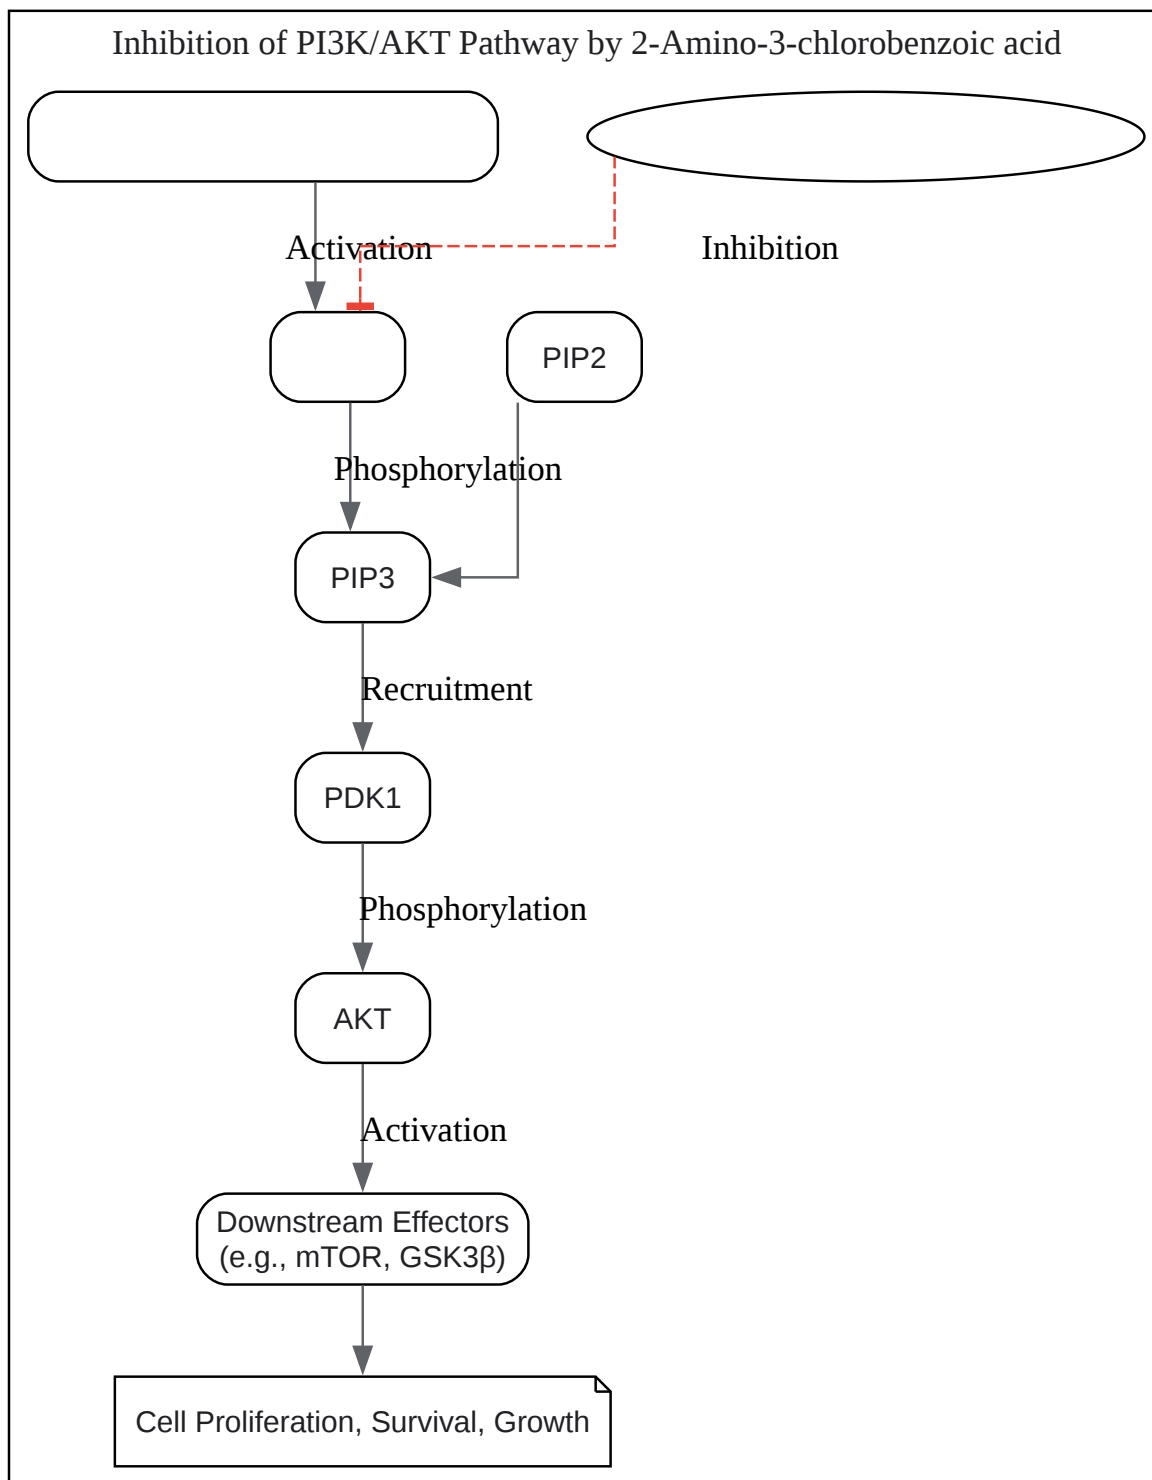 Inhibition of PI3K/AKT Pathway by 2-Amino-3-chlorobenzoic acid
Activation
Inhibition
PIP2
Phosphorylation
PIP3
Recruitment
PDK1
Phosphorylation
AKT
Activation
Downstream Effectors
(e.g., mTOR, GSK3β)
Cell Proliferation, Survival, Growth